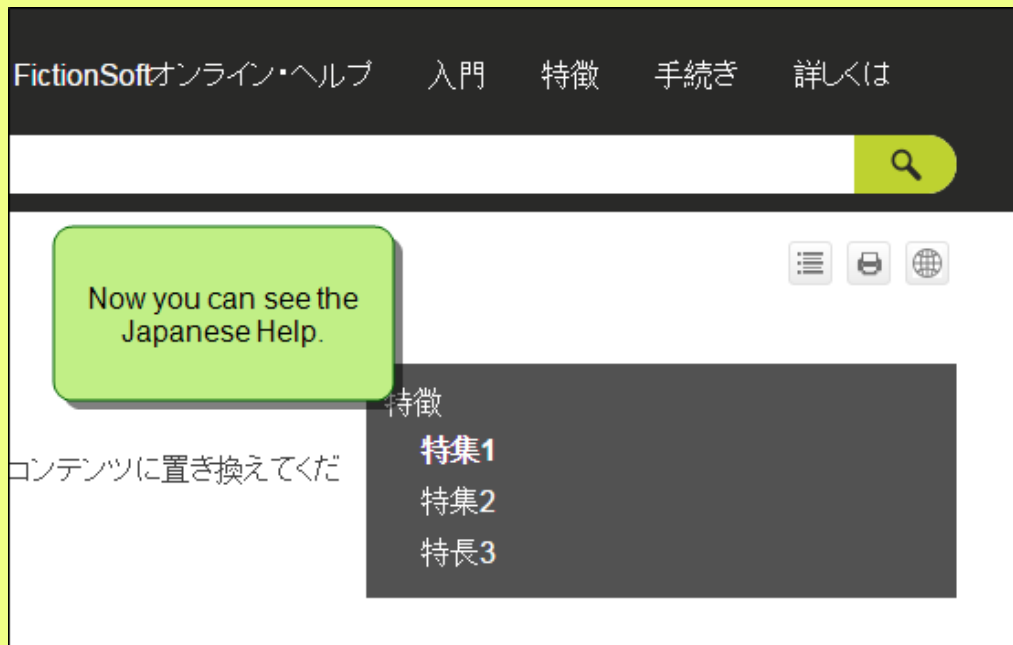 FictionSoftオンライン・ヘルプ 入門 特徴 手続き 詳しくは
Now you can see the
Japanese Help.
特徴
特集1
コンテンツに置き換えてくだ
特集2
特長3